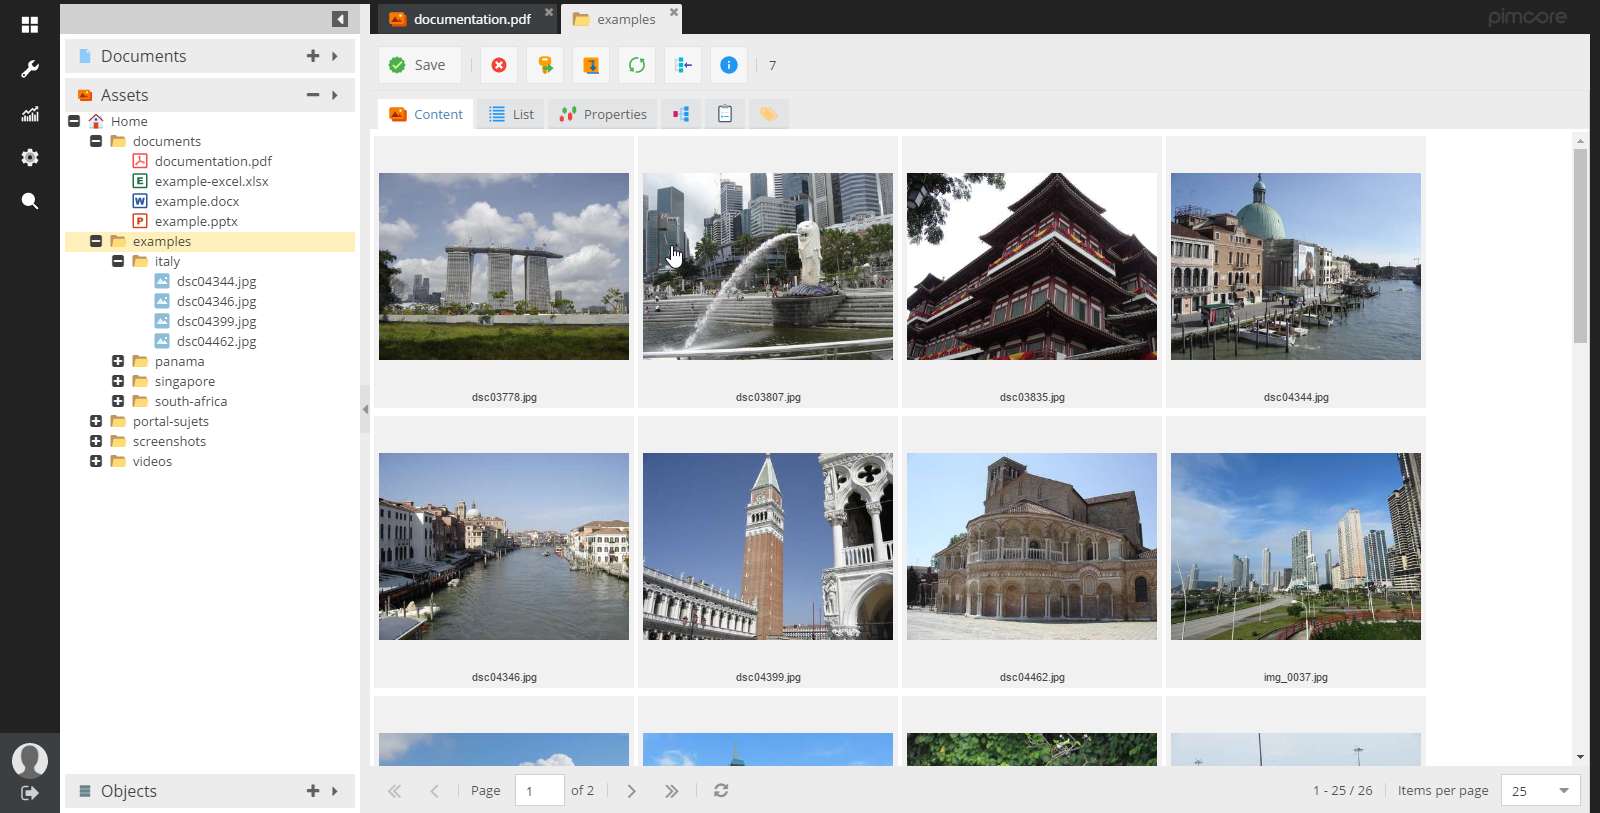 documentation.pdf
examples
pimcore
Documents
Save
7
Assets
Content
List
Properties
Home
documents
documentation.pdf
example-excel.xlsx
example.docx
example.pptx
examples
italy
dsc04344.jpg
dsc04346.jpg
dsc04399.jpg
dsc04462.jpg
panama
singapore
south-africa
portal-sujets
screenshots
videos
dsc03778.jpg
dsc03807.jpg
dsc03835.jpg
dsc04344.jpg
dsc04346.jpg
dsc04399.jpg
dsc04462.jpg
img_0037.jpg
Objects
Page 1 of 2
1 - 25 / 26
Items per page 25